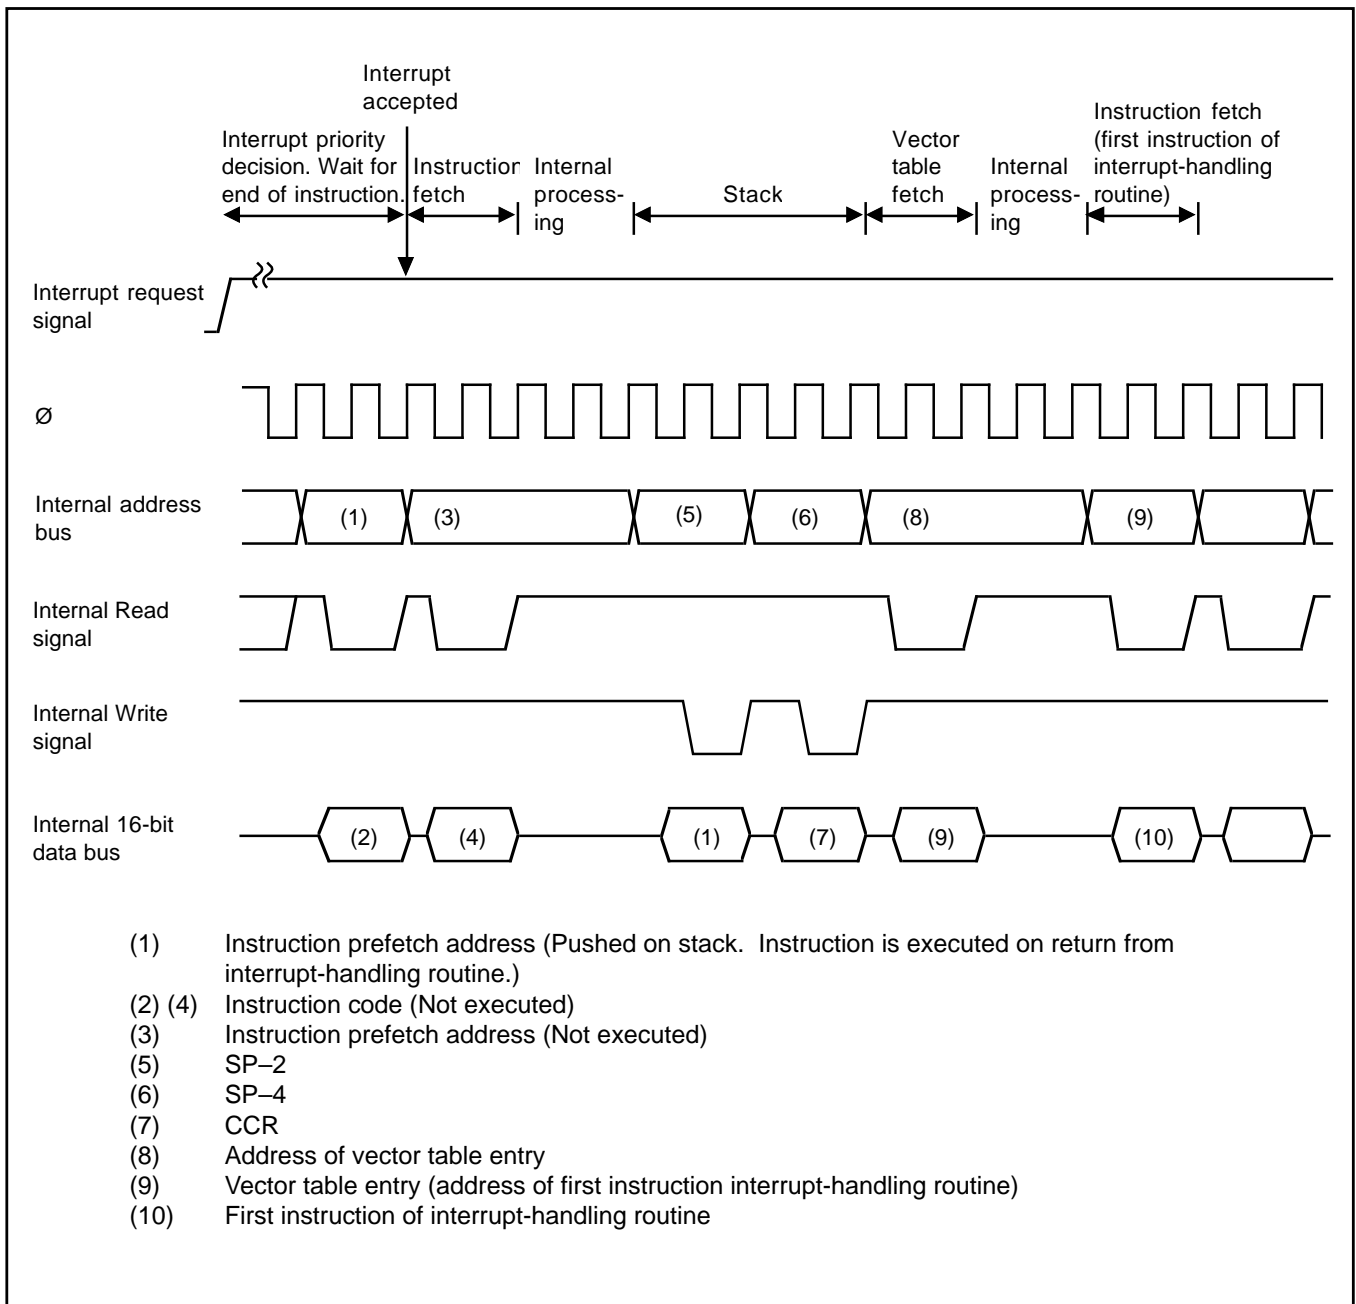 Interrupt
accepted
Interrupt priority
decision. Wait for
end of instruction.
Instruction
fetch
Internal
process-
ing
Stack
Vector
table
fetch
Internal
process-
ing
Instruction fetch
(first instruction of
interrupt-handling
routine)
Interrupt request
signal
Ø
Internal address
bus
(1)
(3)
(5)
(6)
(8)
(9)
Internal Read
signal
Internal Write
signal
Internal 16-bit
data bus
(2)
(4)
(1)
(7)
(9)
(10)
(1) Instruction prefetch address (Pushed on stack. Instruction is executed on return from
interrupt-handling routine.)
(2) (4) Instruction code (Not executed)
(3) Instruction prefetch address (Not executed)
(5) SP–2
(6) SP–4
(7) CCR
(8) Address of vector table entry
(9) Vector table entry (address of first instruction interrupt-handling routine)
(10) First instruction of interrupt-handling routine